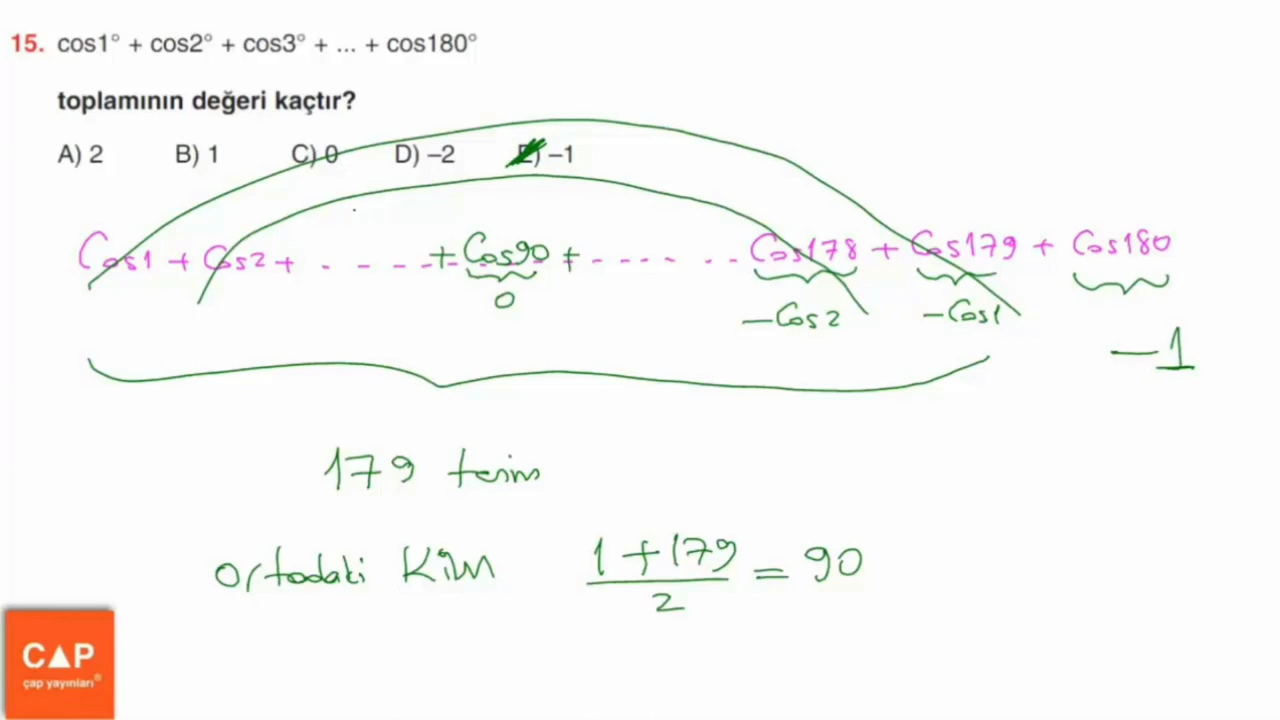 15. cos1° + cos2° + cos3° + ... + cos180°
toplamının değeri kaçtır?
A) 2 B) 1 C) 0 D) –2 E) –1
Cos1 + Cos2 + . - - - - + Cos90 + - - - - - . . Cos178 + Cos179 + Cos180
0 -Cos2 -Cos1 -1
179 terim
Ortadaki Kim 1 + 179 / 2 = 90
CAP
çap yayınları®